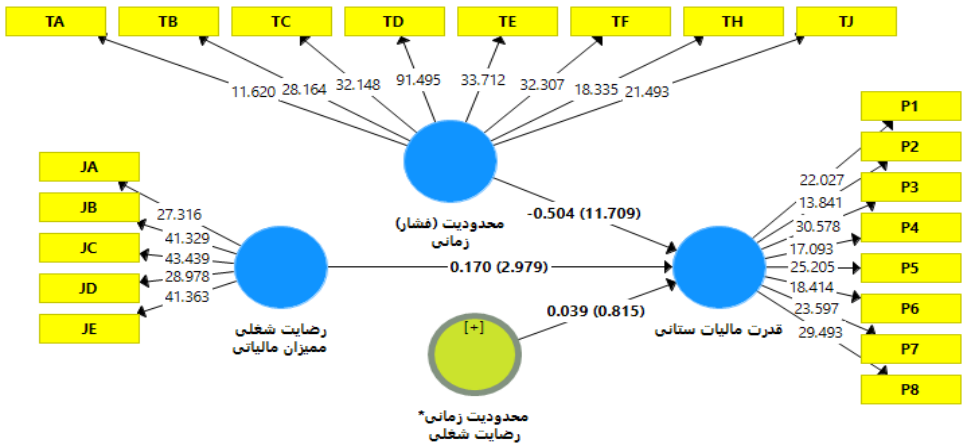 TA TB TC TD TE TF TH TJ
11.620 28.164 32.148 91.495 33.712 32.307 18.335 21.493
محدودیت (فشار)
زمانی
JA
JB
JC
JD
JE
27.316
41.329
43.439
28.978
41.363
رضایت شغلی
ممیزان مالیاتی
-0.504 (11.709)
0.170 (2.979)
0.039 (0.815)
[+]
محدودیت زمانی*
رضایت شغلی
قدرت مالیات ستانی
22.027
13.841
30.578
17.093
25.205
18.414
23.597
29.493
P1
P2
P3
P4
P5
P6
P7
P8